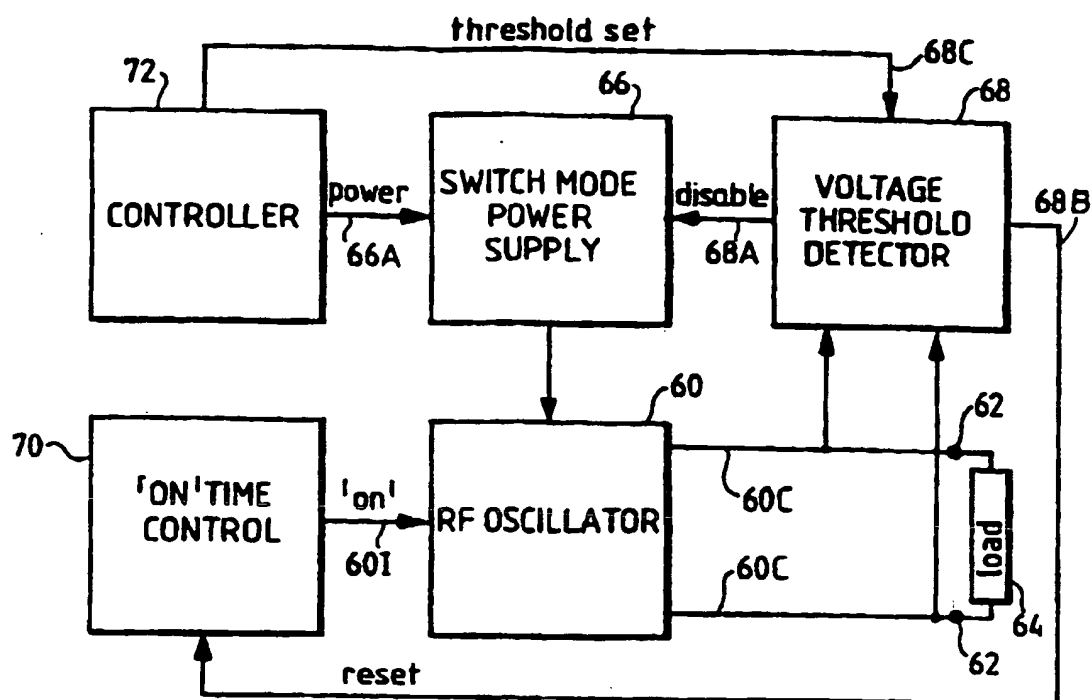 threshold set
72
68C
66
68
CONTROLLER
power
66A
SWITCH MODE
POWER
SUPPLY
disable
68A
VOLTAGE
THRESHOLD
DETECTOR
68B
70
'ON' TIME
CONTROL
'on'
60I
60
RF OSCILLATOR
60C
60C
62
load
64
62
reset